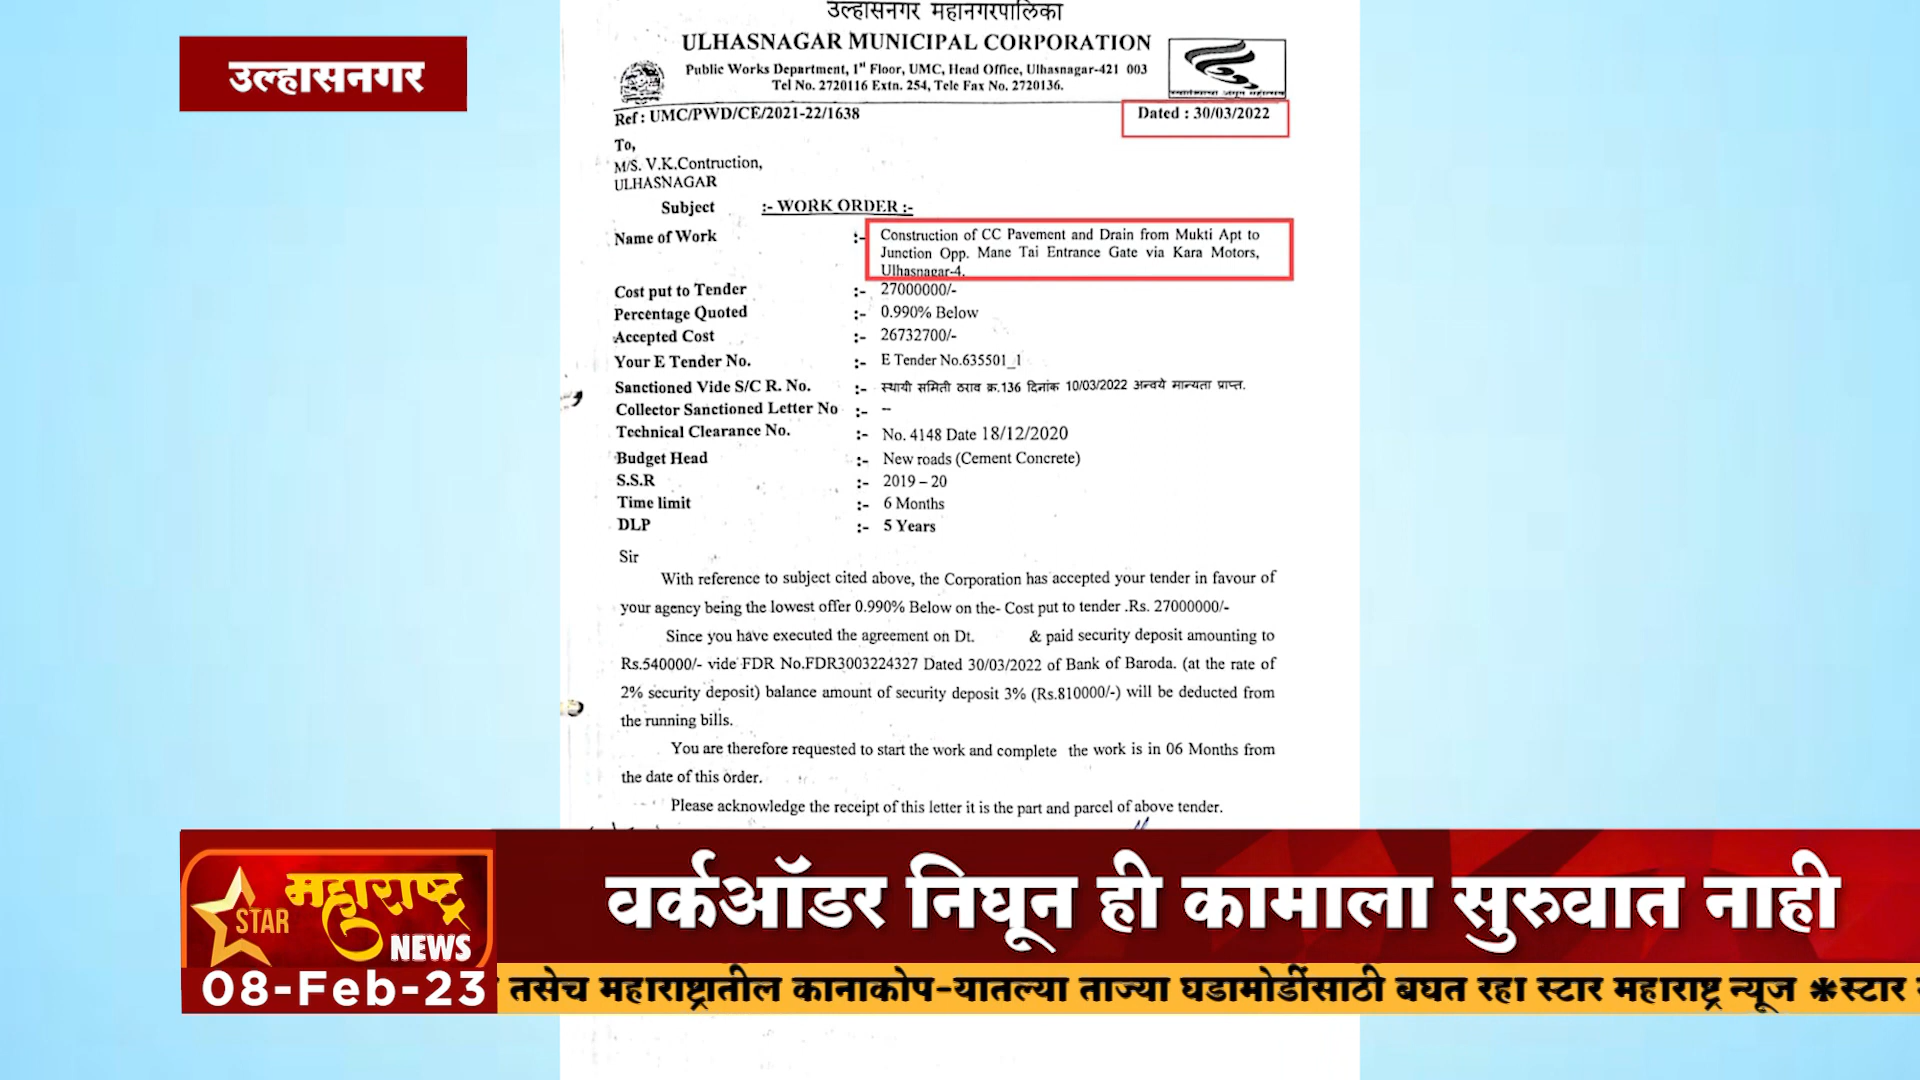 उल्हासनगर
उल्हासनगर महानगरपालिका
ULHASNAGAR MUNICIPAL CORPORATION
Public Works Department, 1st Floor, UMC, Head Office, Ulhasnagar-421 003
Tel No. 2720116 Extn. 254, Tele Fax No. 2720136.
Ref : UMC/PWD/CE/2021-22/1638 Dated : 30/03/2022
To,
M/S. V.K.Contruction,
ULHASNAGAR
Subject :- WORK ORDER :-
Name of Work :- Construction of CC Pavement and Drain from Mukti Apt to
Junction Opp. Mane Tai Entrance Gate via Kara Motors,
Ulhasnagar-4.
Cost put to Tender :- 27000000/-
Percentage Quoted :- 0.990% Below
Accepted Cost :- 26732700/-
Your E Tender No. :- E Tender No.635501_1
Sanctioned Vide S/C R. No. :- स्थायी समिती ठराव क्र.136 दिनांक 10/03/2022 अन्वये मान्यता प्राप्त.
Collector Sanctioned Letter No :- --
Technical Clearance No. :- No. 4148 Date 18/12/2020
Budget Head :- New roads (Cement Concrete)
S.S.R :- 2019 – 20
Time limit :- 6 Months
DLP :- 5 Years
Sir
With reference to subject cited above, the Corporation has accepted your tender in favour of
your agency being the lowest offer 0.990% Below on the- Cost put to tender .Rs. 27000000/-
Since you have executed the agreement on Dt. & paid security deposit amounting to
Rs.540000/- vide FDR No.FDR3003224327 Dated 30/03/2022 of Bank of Baroda. (at the rate of
2% security deposit) balance amount of security deposit 3% (Rs.810000/-) will be deducted from
the running bills.
You are therefore requested to start the work and complete the work is in 06 Months from
the date of this order.
Please acknowledge the receipt of this letter it is the part and parcel of above tender.
STAR महाराष्ट्र NEWS
वर्कऑडर निघून ही कामाला सुरुवात नाही
08-Feb-23
तसेच महाराष्ट्रातील कानाकोप-यातल्या ताज्या घडामोडींसाठी बघत रहा स्टार महाराष्ट्र न्यूज ✱स्टार